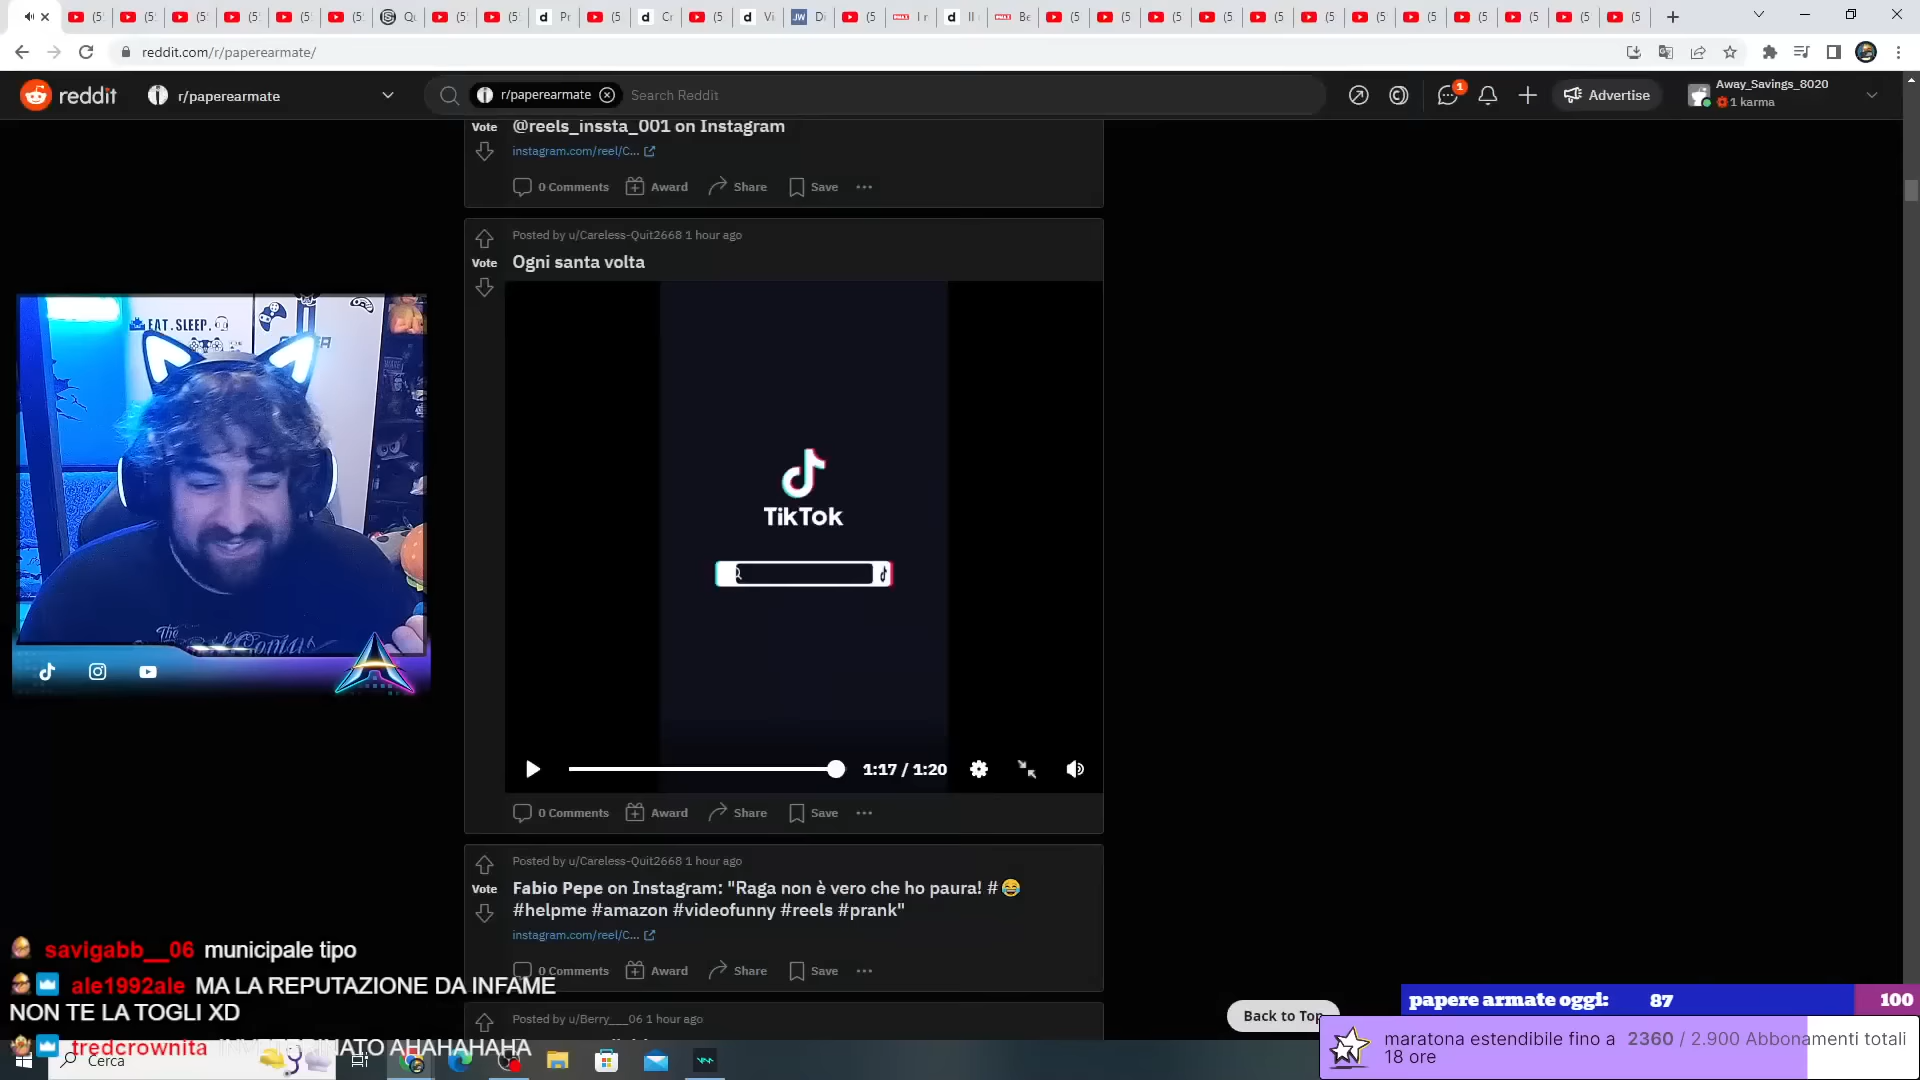 reddit.com/r/paperearmate/
reddit
r/paperearmate
r/paperearmate
Search Reddit
1
Advertise
Away_Savings_8020
1 karma
Vote
@reels_inssta_001 on Instagram
instagram.com/reel/C...
0 Comments
Award
Share
Save
Posted by u/Careless-Quit2668 1 hour ago
Vote
Ogni santa volta
EAT.SLEEP.
TikTok
1:17 / 1:20
0 Comments
Award
Share
Save
Posted by u/Careless-Quit2668 1 hour ago
Vote
Fabio Pepe on Instagram: "Raga non è vero che ho paura! #😂
#helpme #amazon #videofunny #reels #prank"
instagram.com/reel/C...
0 Comments
Award
Share
Save
Posted by u/Berry___06 1 hour ago
savigabb__06 municipale tipo
ale1992ale MA LA REPUTAZIONE DA INFAME
NON TE LA TOGLI XD
tredcrownita
Cerca
Back to Top
papere armate oggi: 87
100
maratona estendibile fino a
18 ore
2360 / 2.900 Abbonamenti totali